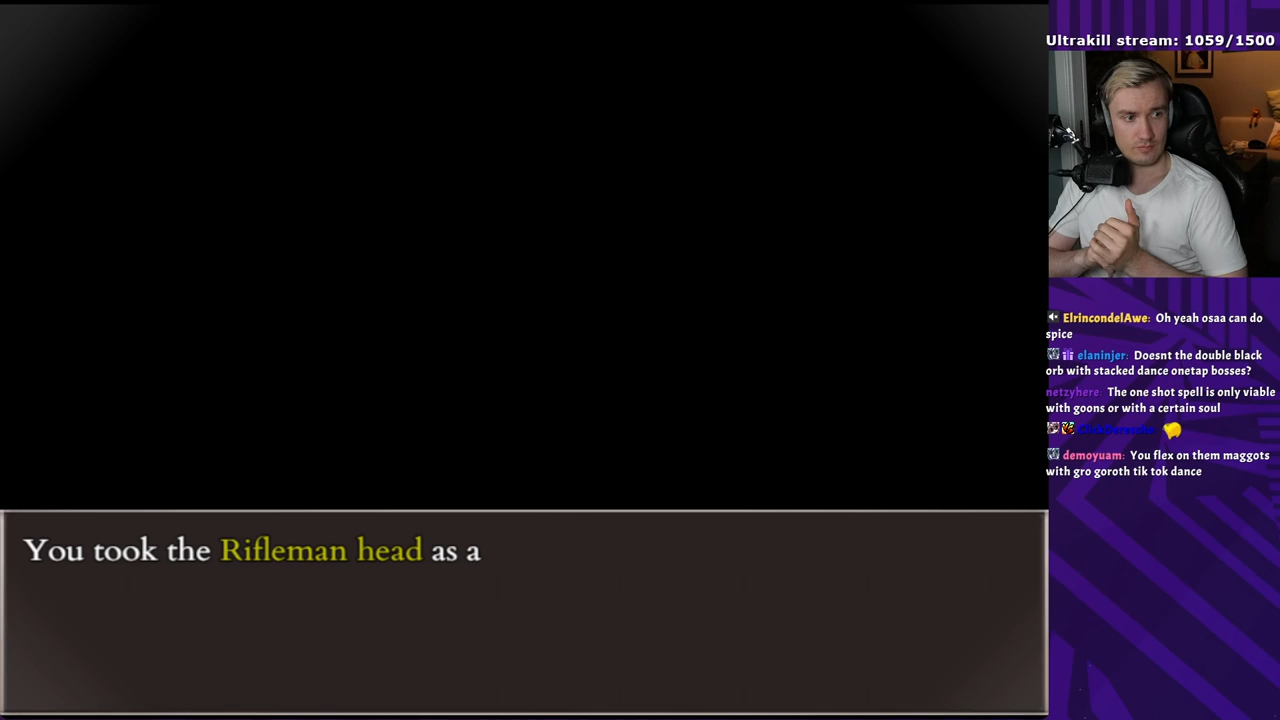 Ultrakill stream: 1059/1500
You took the Rifleman head as a
ElrincondelAwe: Oh yeah osaa can do
spice
elaninjer: Doesnt the double black
orb with stacked dance onetap bosses?
netzyhere: The one shot spell is only viable
with goons or with a certain soul
demoyuam: You flex on them maggots
with gro goroth tik tok dance